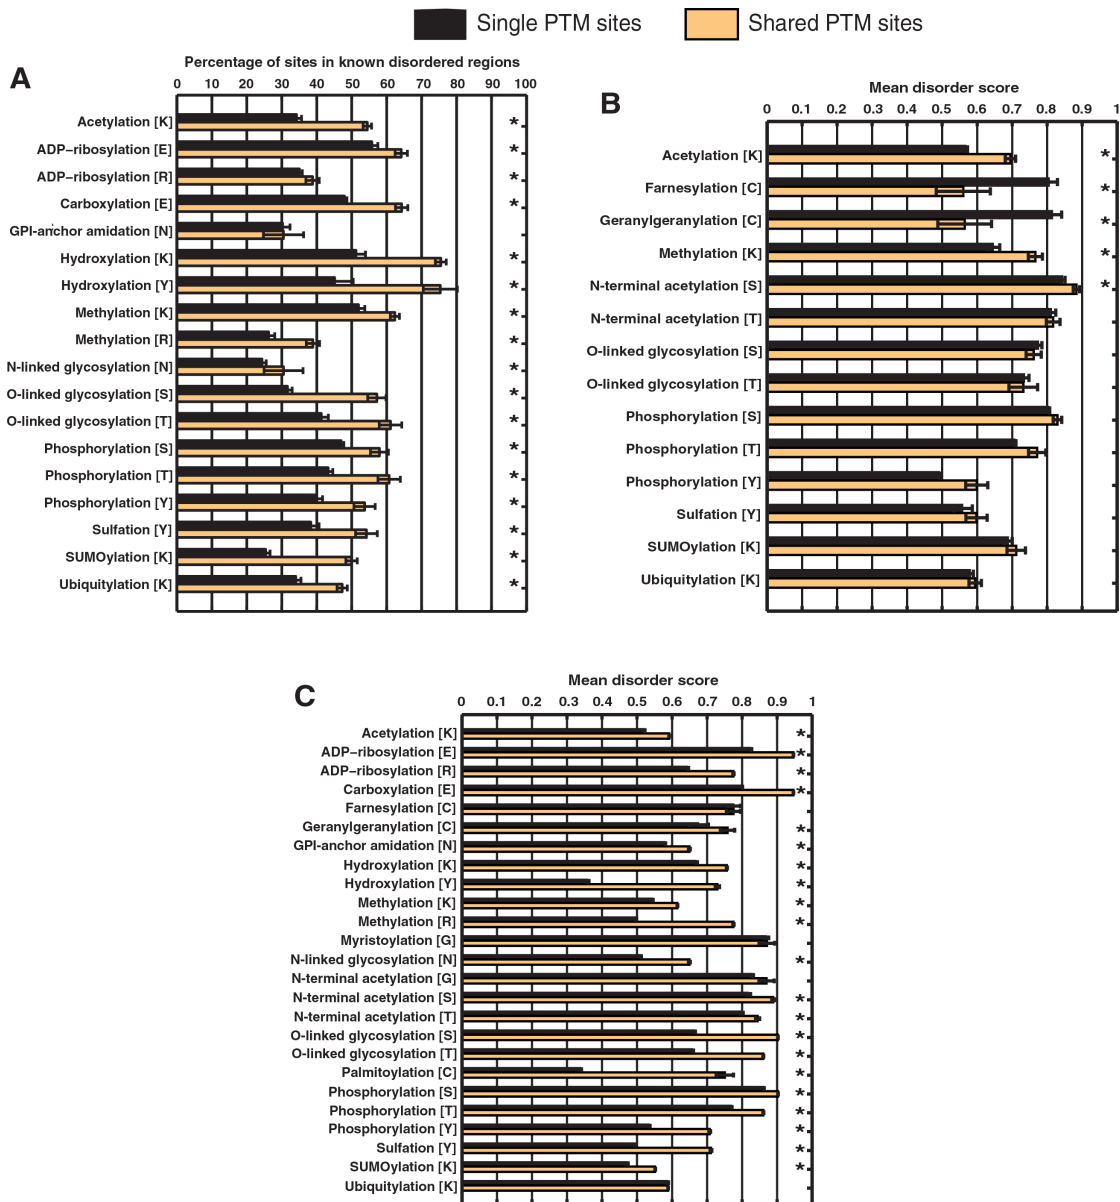 Single PTM sites
Shared PTM sites
A
Percentage of sites in known disordered regions
0 10 20 30 40 50 60 70 80 90 100
Acetylation [K] *
ADP−ribosylation [E] *
ADP−ribosylation [R] *
Carboxylation [E] *
GPI-anchor amidation [N]
Hydroxylation [K] *
Hydroxylation [Y] *
Methylation [K] *
Methylation [R] *
N-linked glycosylation [N] *
O-linked glycosylation [S] *
O-linked glycosylation [T] *
Phosphorylation [S] *
Phosphorylation [T] *
Phosphorylation [Y] *
Sulfation [Y] *
SUMOylation [K] *
Ubiquitylation [K] *
B
Mean disorder score
0 0.1 0.2 0.3 0.4 0.5 0.6 0.7 0.8 0.9 1
Acetylation [K] *
Farnesylation [C] *
Geranylgeranylation [C] *
Methylation [K] *
N-terminal acetylation [S] *
N-terminal acetylation [T]
O-linked glycosylation [S]
O-linked glycosylation [T]
Phosphorylation [S]
Phosphorylation [T]
Phosphorylation [Y]
Sulfation [Y]
SUMOylation [K]
Ubiquitylation [K]
C
Mean disorder score
0 0.1 0.2 0.3 0.4 0.5 0.6 0.7 0.8 0.9 1
Acetylation [K] *
ADP−ribosylation [E] *
ADP−ribosylation [R] *
Carboxylation [E] *
Farnesylation [C]
Geranylgeranylation [C] *
GPI-anchor amidation [N] *
Hydroxylation [K] *
Hydroxylation [Y] *
Methylation [K] *
Methylation [R] *
Myristoylation [G]
N-linked glycosylation [N] *
N-terminal acetylation [G]
N-terminal acetylation [S] *
N-terminal acetylation [T] *
O-linked glycosylation [S] *
O-linked glycosylation [T] *
Palmitoylation [C] *
Phosphorylation [S] *
Phosphorylation [T] *
Phosphorylation [Y] *
Sulfation [Y] *
SUMOylation [K] *
Ubiquitylation [K]